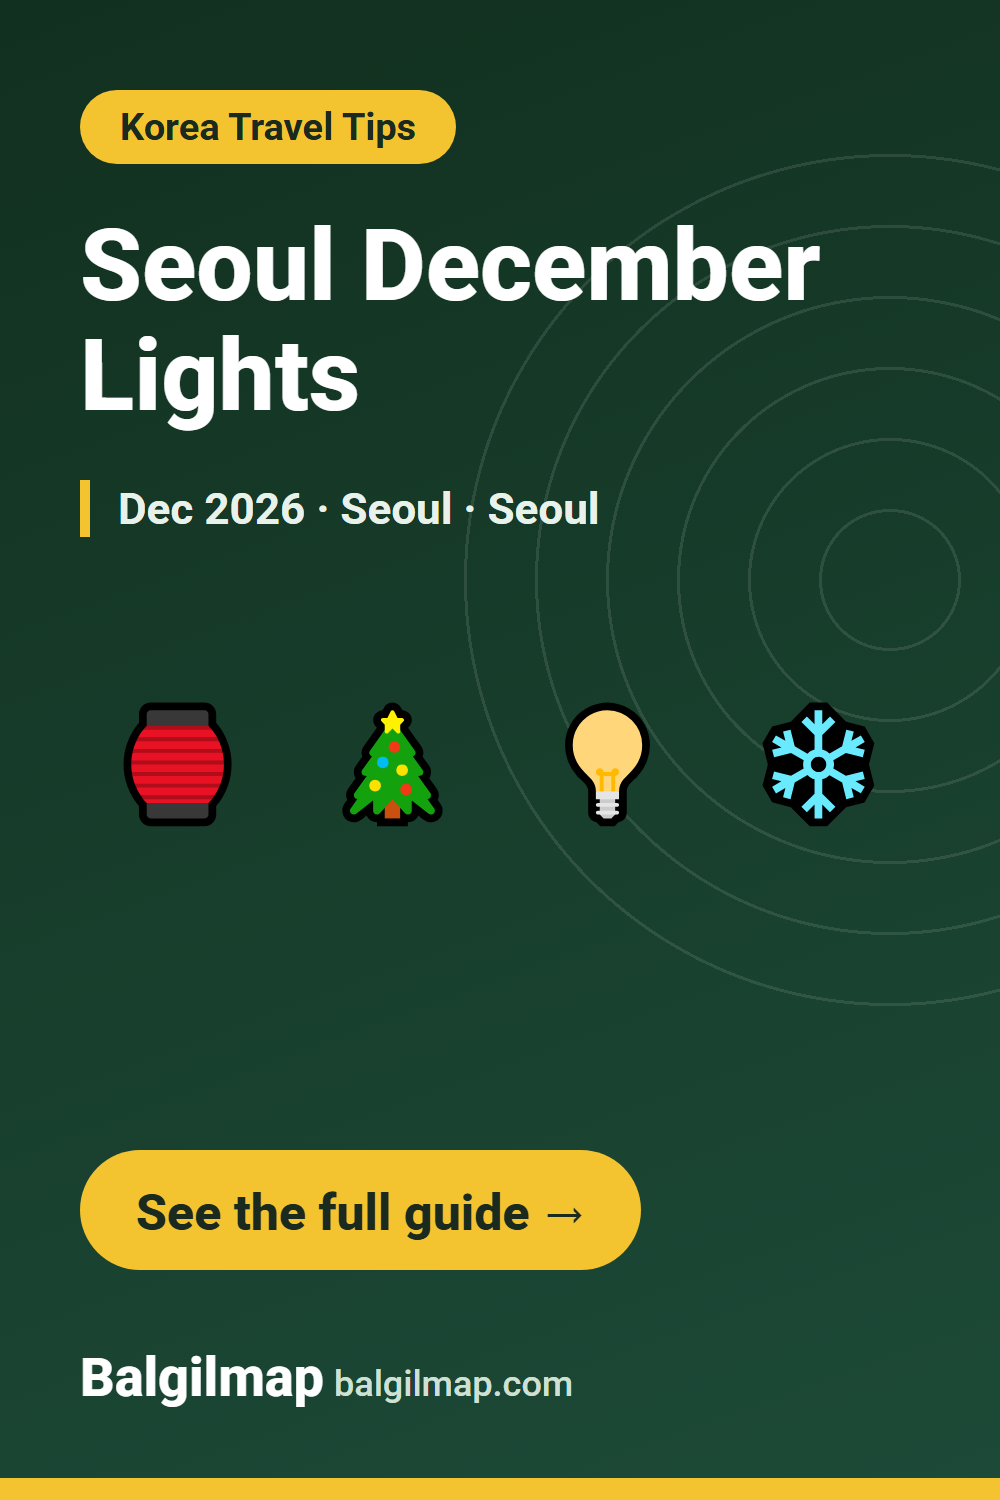 Korea Travel Tips
Seoul December
Lights
Dec 2026 · Seoul · Seoul
See the full guide →
Balgilmap balgilmap.com